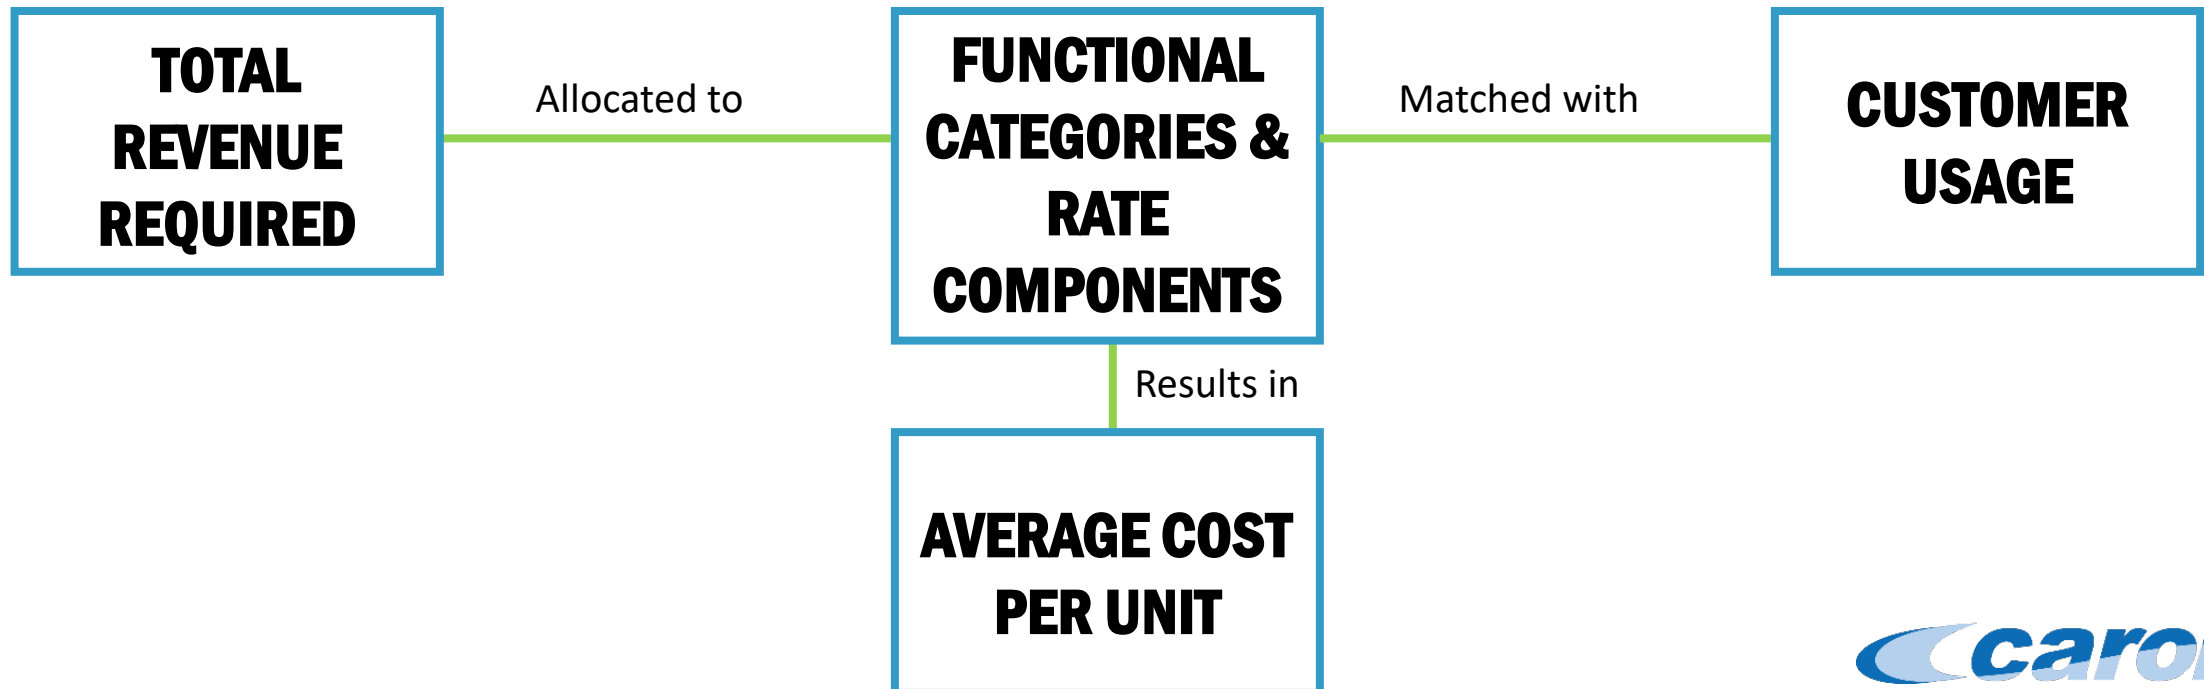 TOTAL
REVENUE
REQUIRED
Allocated to
FUNCTIONAL
CATEGORIES &
RATE
COMPONENTS
Matched with
CUSTOMER
USAGE
Results in
AVERAGE COST
PER UNIT